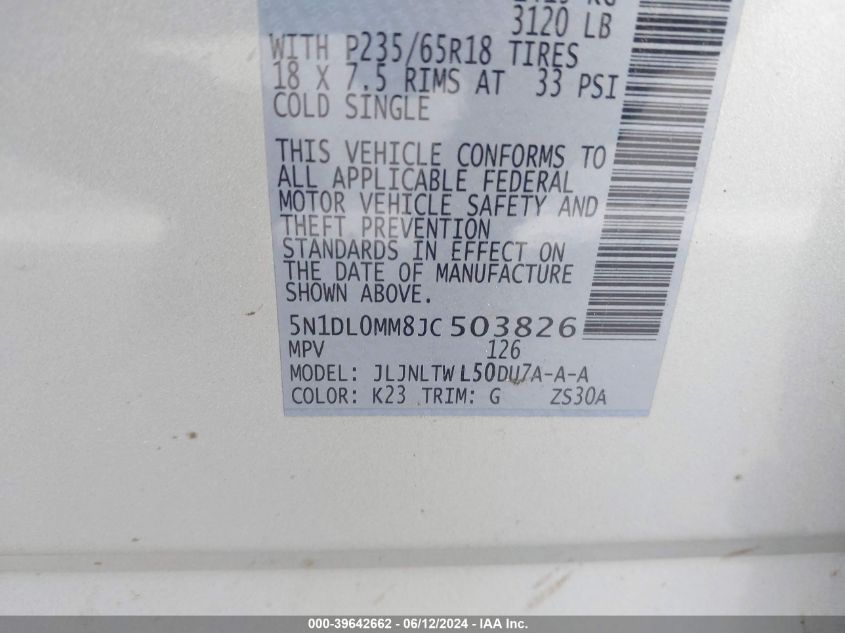 3120 LB
WITH P235/65R18 TIRES
18 X 7.5 RIMS AT 33 PSI
COLD SINGLE
THIS VEHICLE CONFORMS TO
ALL APPLICABLE FEDERAL
MOTOR VEHICLE SAFETY AND
THEFT PREVENTION
STANDARDS IN EFFECT ON
THE DATE OF MANUFACTURE
SHOWN ABOVE.
5N1DL0MM8JC503826
MPV 126
MODEL: JLJNLTWL50DU7A-A-A
COLOR: K23 TRIM: G ZS30A
000-39642662 - 06/12/2024 - IAA Inc.